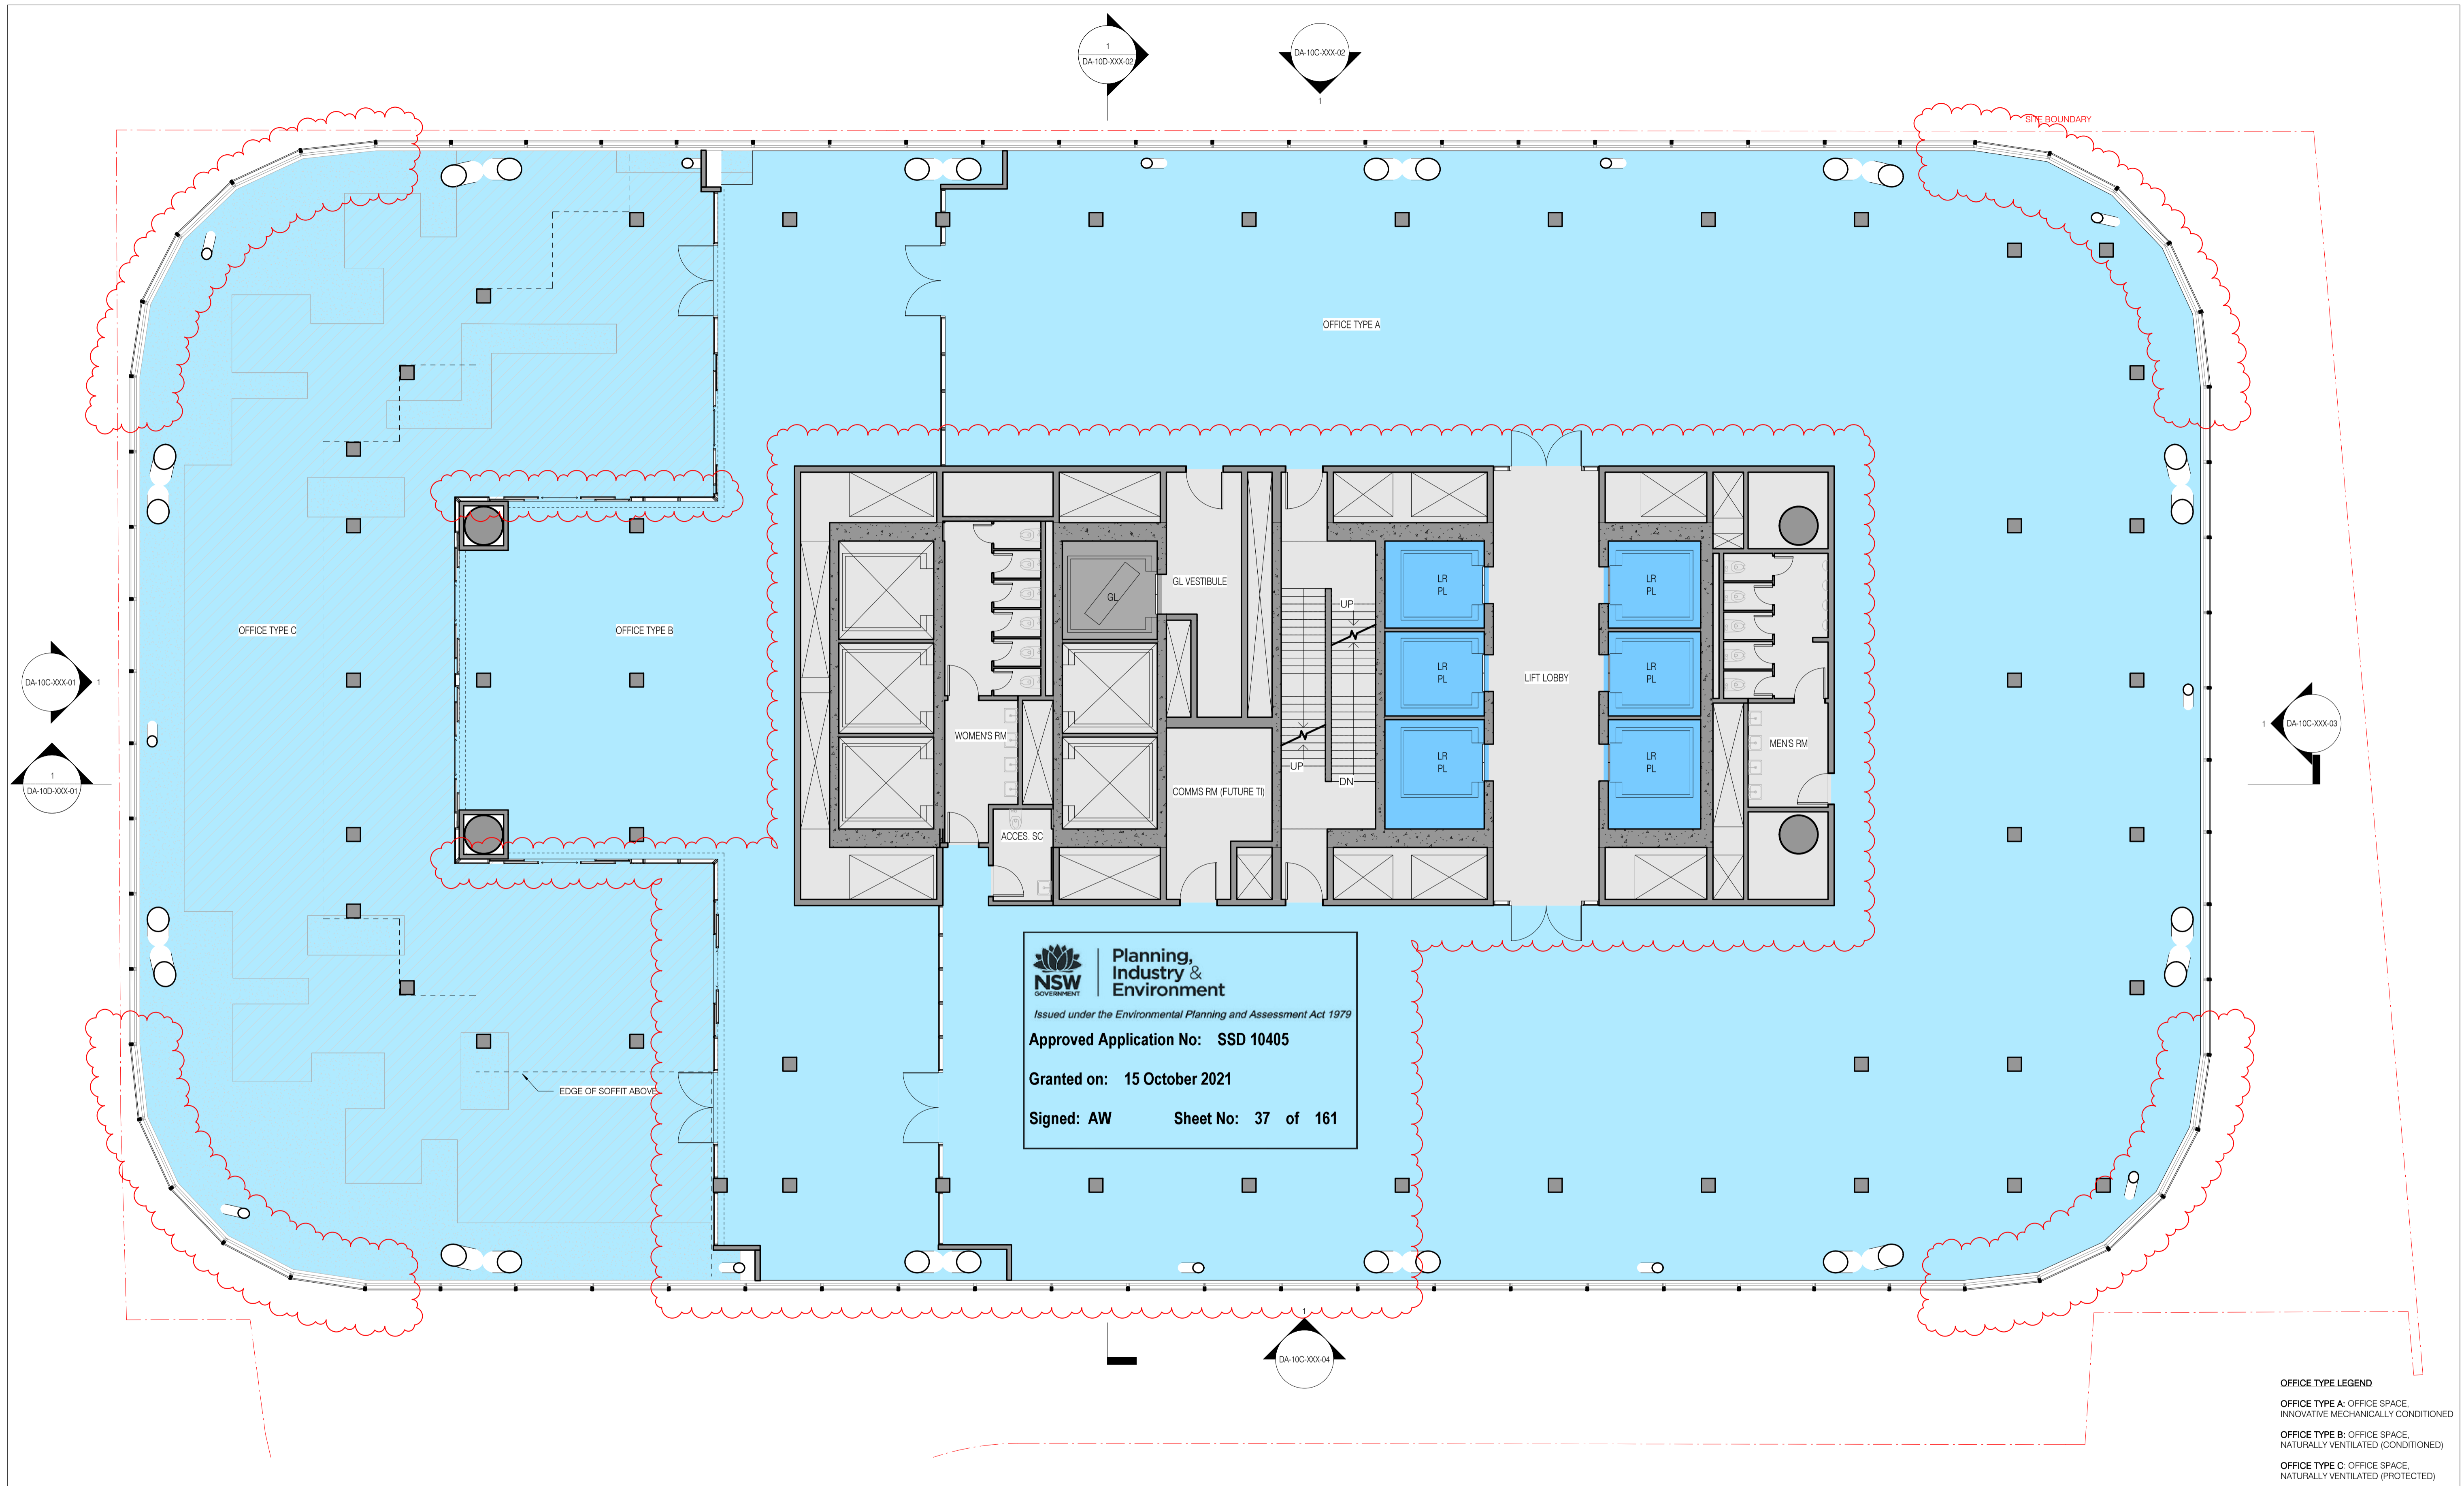 1
DA-10D-XXX-02
DA-10C-XXX-02
1
SITE BOUNDARY
OFFICE TYPE A
GL
GL VESTIBULE
UP
LR
PL
LR
PL
OFFICE TYPE C
OFFICE TYPE B
LR
PL
LIFT LOBBY
LR
PL
DA-10C-XXX-01
1
WOMEN'S RM
1
DA-10C-XXX-03
MEN'S RM
UP
LR
PL
LR
PL
1
DA-10D-XXX-01
DN
COMMS RM (FUTURE TI)
ACCES. SC
NSW
GOVERNMENT
Planning,
Industry &
Environment
Issued under the Environmental Planning and Assessment Act 1979
Approved Application No: SSD 10405
Granted on: 15 October 2021
Signed: AW Sheet No: 37 of 161
EDGE OF SOFFIT ABOVE
1
DA-10C-XXX-04
OFFICE TYPE LEGEND
OFFICE TYPE A: OFFICE SPACE,
INNOVATIVE MECHANICALLY CONDITIONED
OFFICE TYPE B: OFFICE SPACE,
NATURALLY VENTILATED (CONDITIONED)
OFFICE TYPE C: OFFICE SPACE,
NATURALLY VENTILATED (PROTECTED)